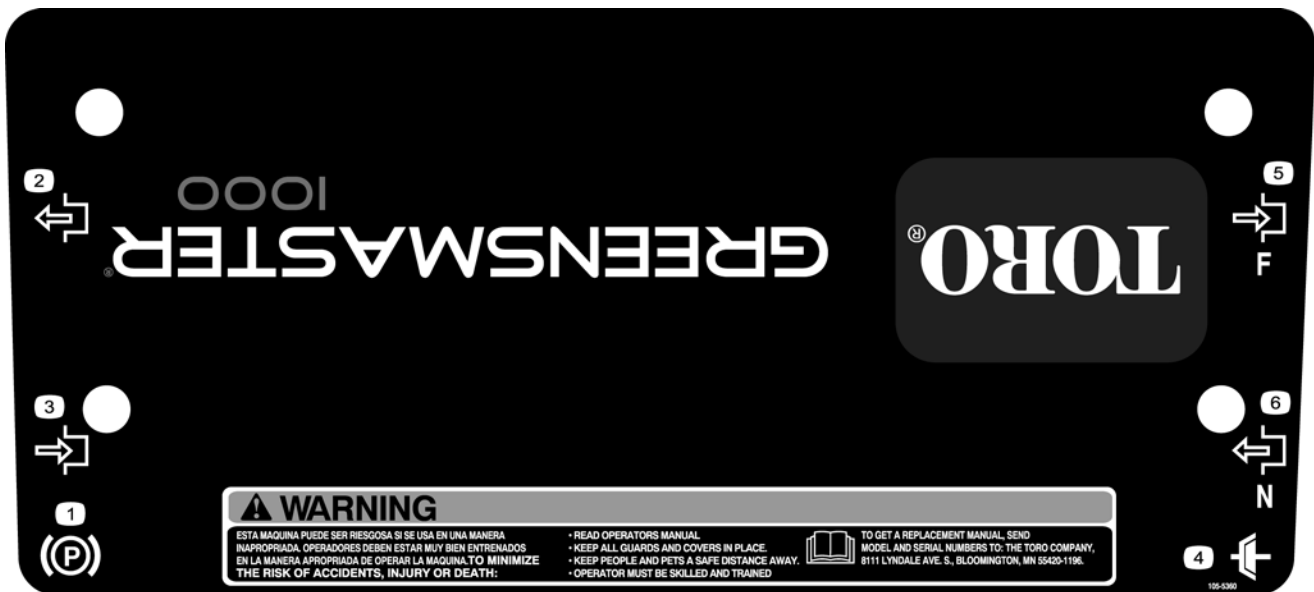 2
1000
5
GREENSMASTER®
TORO®
F
3
6
N
1
P
WARNING
ESTA MAQUINA PUEDE SER RIESGOSA SI SE USA EN UNA MANERA
INAPROPRIADA. OPERADORES DEBEN ESTAR MUY BIEN ENTRENADOS
EN LA MANERA APROPRIADA DE OPERAR LA MAQUINA.TO MINIMIZE
THE RISK OF ACCIDENTS, INJURY OR DEATH:
• READ OPERATORS MANUAL
• KEEP ALL GUARDS AND COVERS IN PLACE.
• KEEP PEOPLE AND PETS A SAFE DISTANCE AWAY.
• OPERATOR MUST BE SKILLED AND TRAINED
TO GET A REPLACEMENT MANUAL, SEND
MODEL AND SERIAL NUMBERS TO: THE TORO COMPANY,
8111 LYNDALE AVE. S., BLOOMINGTON, MN 55420-1196.
4
105-5360